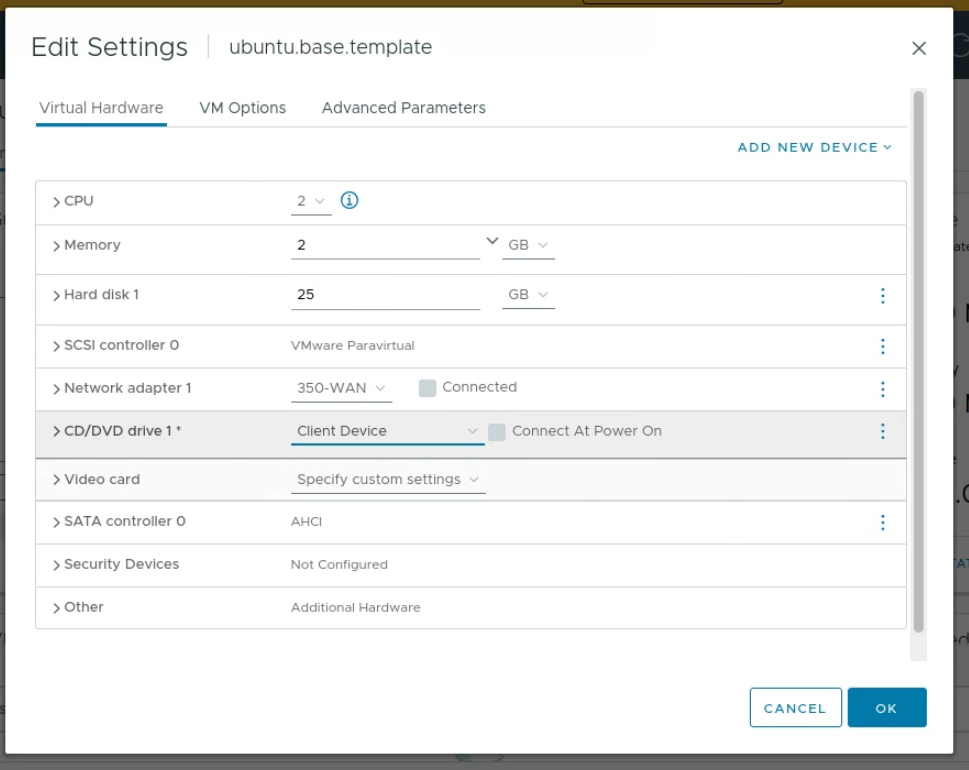 Edit Settings ubuntu.base.template
Virtual Hardware VM Options Advanced Parameters
ADD NEW DEVICE
CPU 2
Memory 2 GB
Hard disk 1 25 GB
SCSI controller 0 VMware Paravirtual
Network adapter 1 350-WAN Connected
CD/DVD drive 1 * Client Device Connect At Power On
Video card Specify custom settings
SATA controller 0 AHCI
Security Devices Not Configured
Other Additional Hardware
CANCEL OK